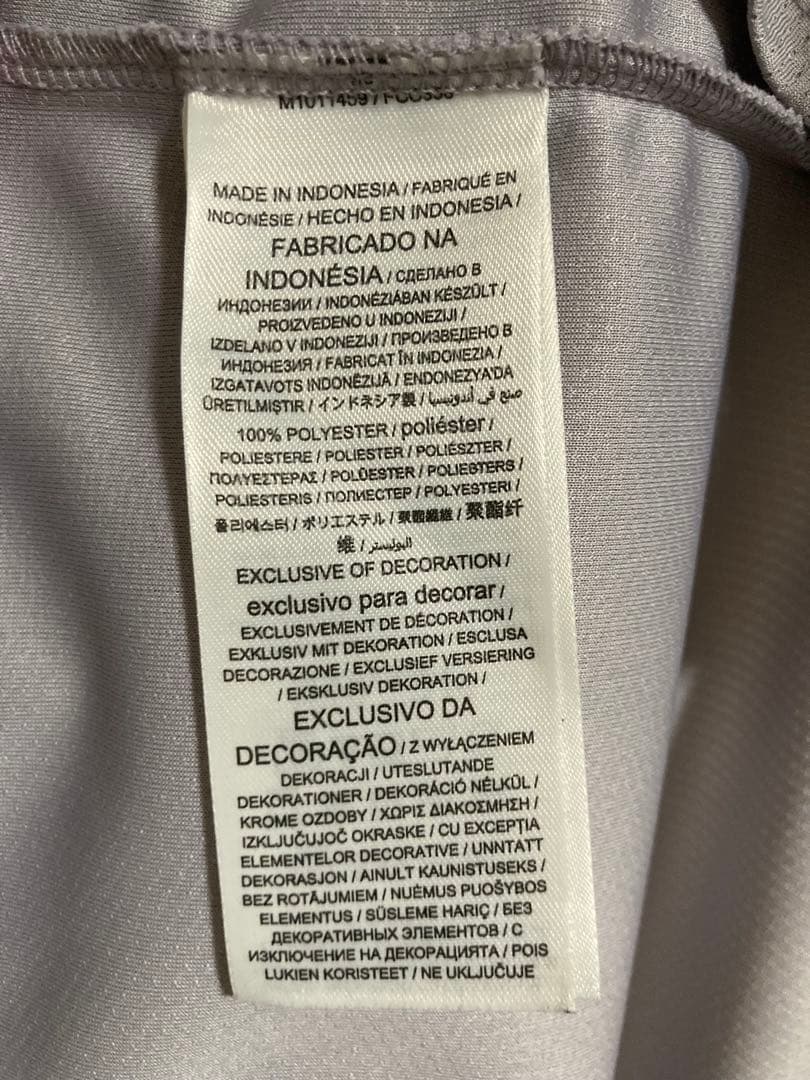 MADE IN INDONESIA / FABRIQUÉ EN
INDONÉSIE / HECHO EN INDONESIA /
FABRICADO NA
INDONÉSIA / СДЕЛАНО В
ИНДОНЕЗИИ / INDONÉZIÁBAN KÉSZÜLT /
PROIZVEDENO U INDONEZIJI /
IZDELANO V INDONEZIJI / ПРОИЗВЕДЕНО В
ИНДОНЕЗИЯ / FABRICAT ÎN INDONEZIA /
IZGATAVOTS INDONĒZIJĀ / ENDONEZYA'DA
ÜRETİLMİŞTİR / インドネシア製 / صنع في أندونيسيا
100% POLYESTER / poliéster /
POLIESTERE / POLIESTER / POLIÉSZTER /
ΠΟΛΥΕΣΤΕΡΑΣ / POLÜESTER / POLIESTERS /
POLIESTERIS / ПОЛИЕСТЕР / POLYESTERI /
폴리에스터 / ポリエステル / 聚酯纖維 / 聚酯纤
维 / البوليستر
EXCLUSIVE OF DECORATION /
exclusivo para decorar /
EXCLUSIVEMENT DE DÉCORATION /
EXKLUSIV MIT DEKORATION / ESCLUSA
DECORAZIONE / EXCLUSIEF VERSIERING
/ EKSKLUSIV DEKORATION /
EXCLUSIVO DA
DECORAÇÃO / Z WYŁĄCZENIEM
DEKORACJI / UTESLUTANDE
DEKORATIONER / DEKORÁCIÓ NÉLKÜL /
KROME OZDOBY / ΧΩΡΙΣ ΔΙΑΚΟΣΜΗΣΗ /
IZKLJUČUJOČ OKRASKE / CU EXCEPȚIA
ELEMENTELOR DECORATIVE / UNNTATT
DEKORASJON / AINULT KAUNISTUSEKS /
BEZ ROTĀJUMIEM / NUĖMUS PUOŠYBOS
ELEMENTUS / SÜSLEME HARİÇ / БЕЗ
ДЕКОРАТИВНЫХ ЭЛЕМЕНТОВ / С
ИЗКЛЮЧЕНИЕ НА ДЕКОРАЦИЯТА / POIS
LUKIEN KORISTEET / NE UKLJUČUJE